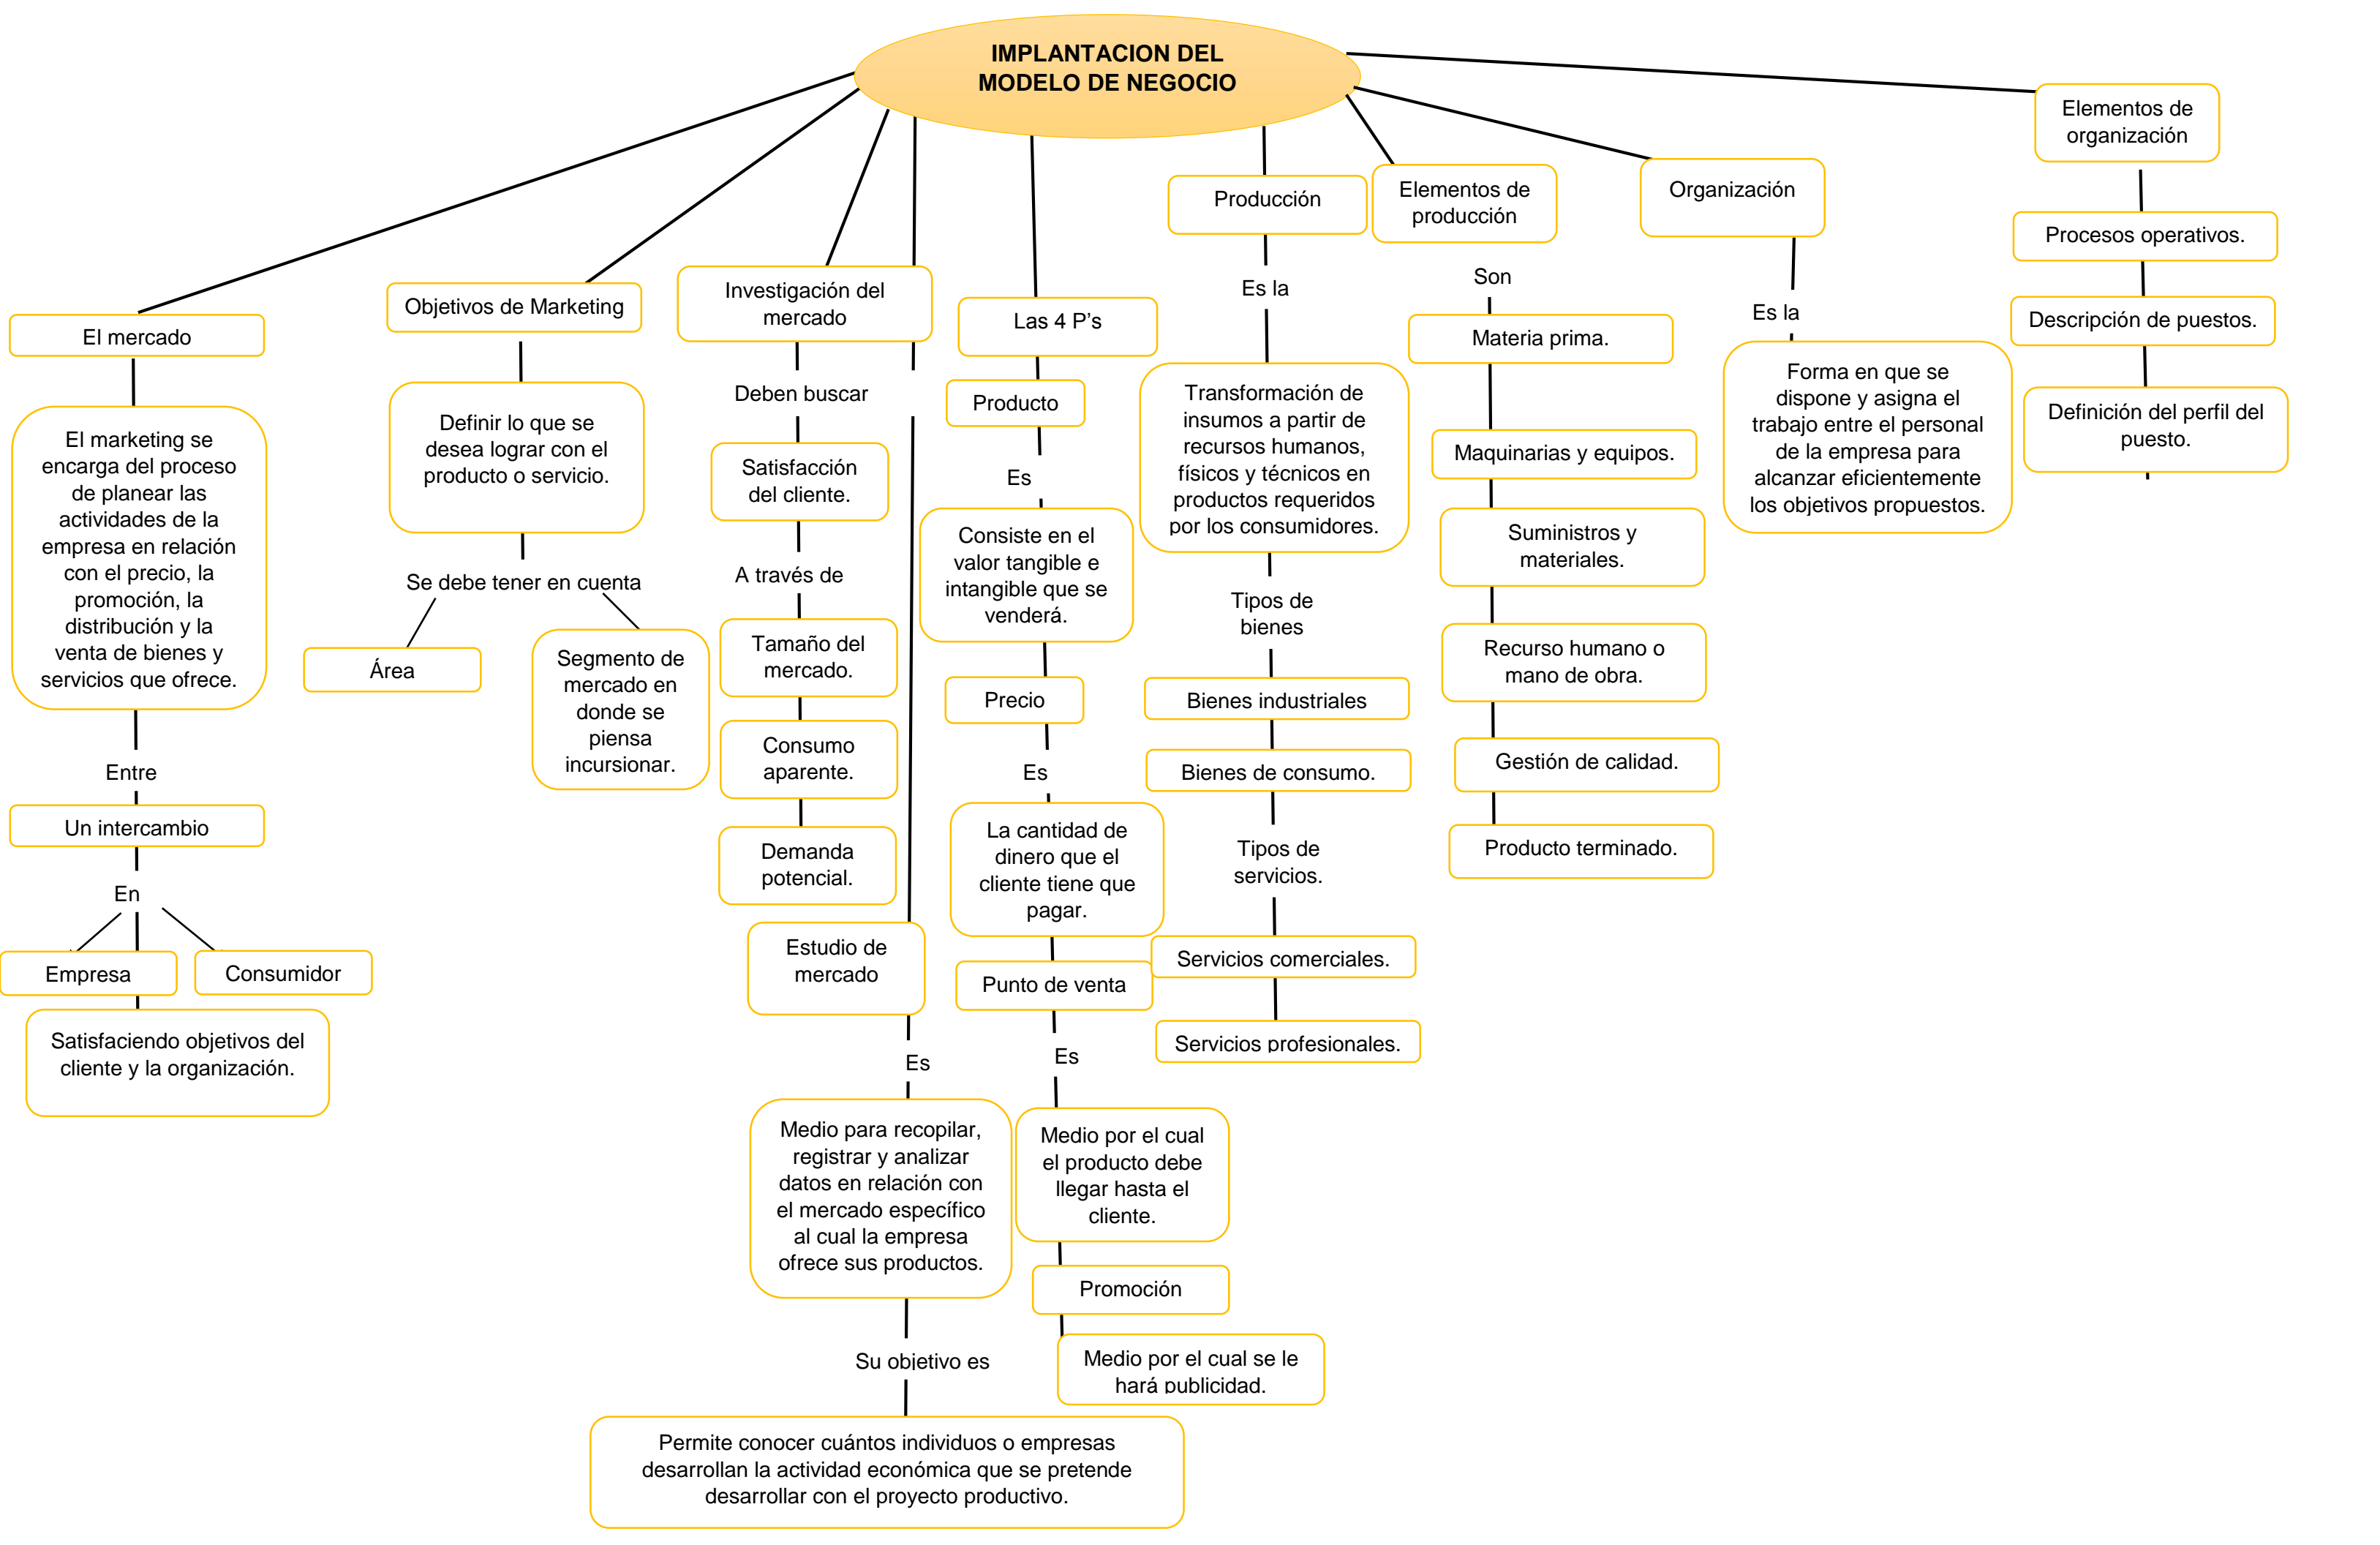 IMPLANTACION DEL
MODELO DE NEGOCIO
El mercado
El marketing se
encarga del proceso
de planear las
actividades de la
empresa en relación
con el precio, la
promoción, la
distribución y la
venta de bienes y
servicios que ofrece.
Entre
Un intercambio
En
Empresa
Consumidor
Satisfaciendo objetivos del
cliente y la organización.
Objetivos de Marketing
Definir lo que se
desea lograr con el
producto o servicio.
Se debe tener en cuenta
Área
Segmento de
mercado en
donde se
piensa
incursionar.
Investigación del
mercado
Deben buscar
Satisfacción
del cliente.
A través de
Tamaño del
mercado.
Consumo
aparente.
Demanda
potencial.
Estudio de
mercado
Es
Medio para recopilar,
registrar y analizar
datos en relación con
el mercado específico
al cual la empresa
ofrece sus productos.
Su objetivo es
Permite conocer cuántos individuos o empresas
desarrollan la actividad económica que se pretende
desarrollar con el proyecto productivo.
Las 4 P’s
Producto
Es
Consiste en el
valor tangible e
intangible que se
venderá.
Precio
Es
La cantidad de
dinero que el
cliente tiene que
pagar.
Punto de venta
Es
Medio por el cual
el producto debe
llegar hasta el
cliente.
Promoción
Medio por el cual se le
hará publicidad.
Producción
Es la
Transformación de
insumos a partir de
recursos humanos,
físicos y técnicos en
productos requeridos
por los consumidores.
Tipos de
bienes
Bienes industriales
Bienes de consumo.
Tipos de
servicios.
Servicios comerciales.
Servicios profesionales.
Elementos de
producción
Son
Materia prima.
Maquinarias y equipos.
Suministros y
materiales.
Recurso humano o
mano de obra.
Gestión de calidad.
Producto terminado.
Organización
Es la
Forma en que se
dispone y asigna el
trabajo entre el personal
de la empresa para
alcanzar eficientemente
los objetivos propuestos.
Elementos de
organización
Procesos operativos.
Descripción de puestos.
Definición del perfil del
puesto.